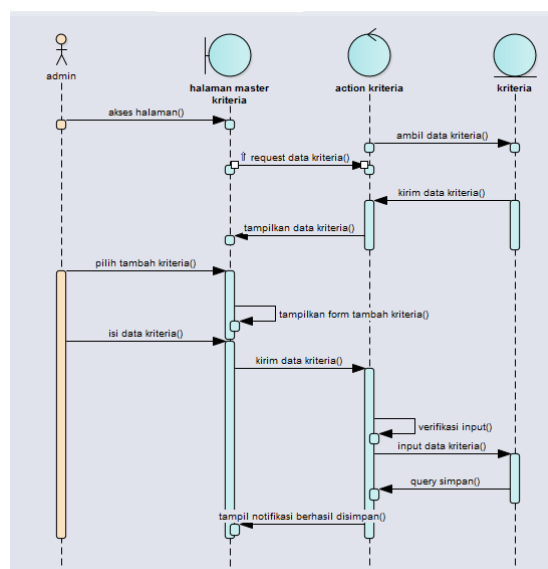 admin
halaman master
kriteria
action kriteria
kriteria
akses halaman()
ambil data kriteria()
⇧ request data kriteria()
kirim data kriteria()
tampilkan data kriteria()
pilih tambah kriteria()
tampilkan form tambah kriteria()
isi data kriteria()
kirim data kriteria()
verifikasi input()
input data kriteria()
query simpan()
tampil notifikasi berhasil disimpan()